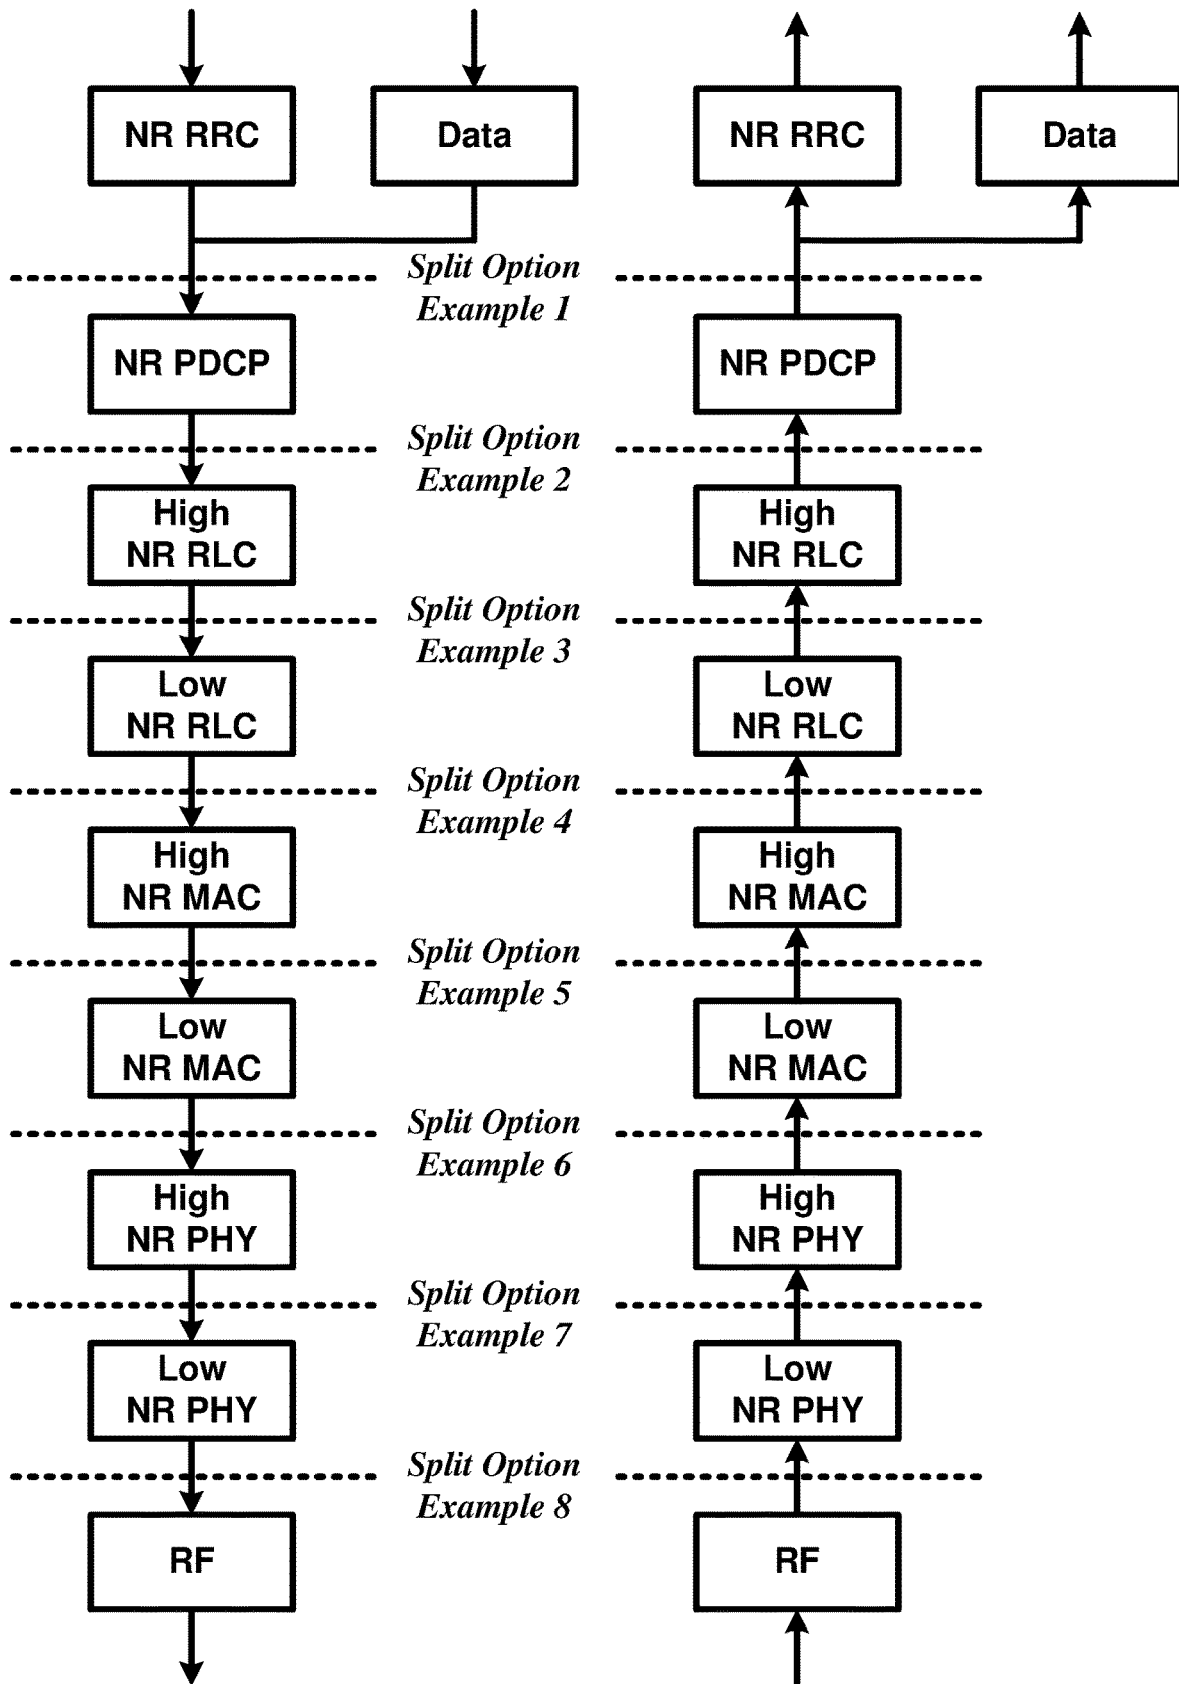 NR RRC
Data
NR RRC
Data
Split Option
Example 1
NR PDCP
NR PDCP
Split Option
Example 2
High
NR RLC
High
NR RLC
Split Option
Example 3
Low
NR RLC
Low
NR RLC
Split Option
Example 4
High
NR MAC
High
NR MAC
Split Option
Example 5
Low
NR MAC
Low
NR MAC
Split Option
Example 6
High
NR PHY
High
NR PHY
Split Option
Example 7
Low
NR PHY
Low
NR PHY
Split Option
Example 8
RF
RF